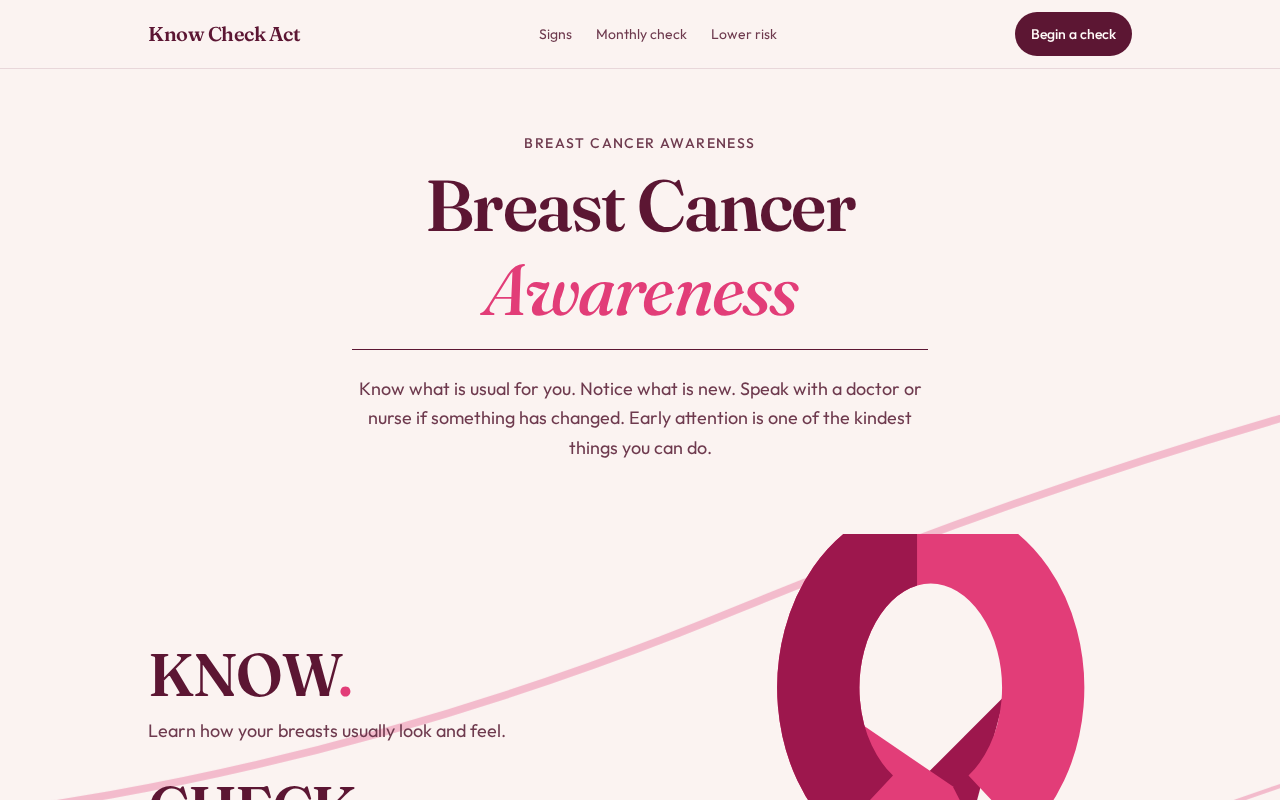 Know Check Act
Signs
Monthly check
Lower risk
Begin a check
BREAST CANCER AWARENESS
Breast Cancer
Awareness
Know what is usual for you. Notice what is new. Speak with a doctor or
nurse if something has changed. Early attention is one of the kindest
things you can do.
KNOW.
Learn how your breasts usually look and feel.
CHECK